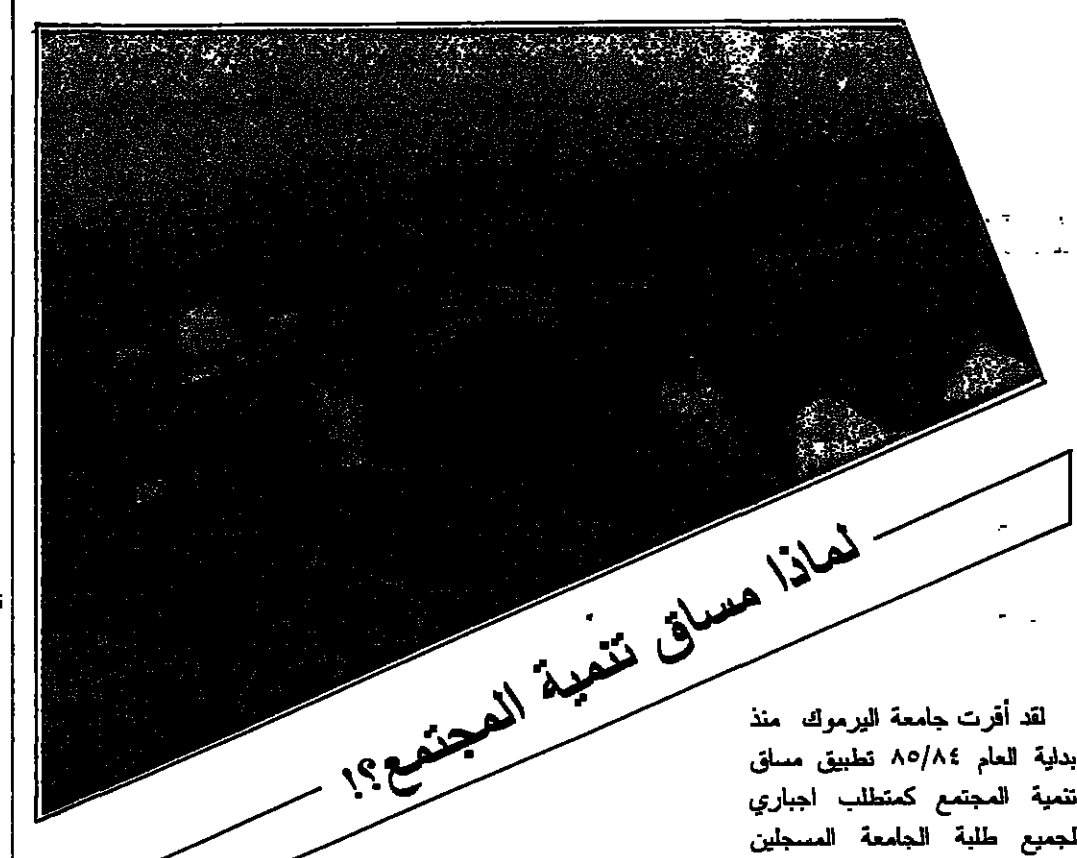 لماذا مساق تنمية المجتمع؟!
لقد أقرت جامعة اليرموك منذ
بداية العام ٨٥/٨٤ تطبيق مساق
تنمية المجتمع كمتطلب اجباري
لجميع طلبة الجامعة المسجلين